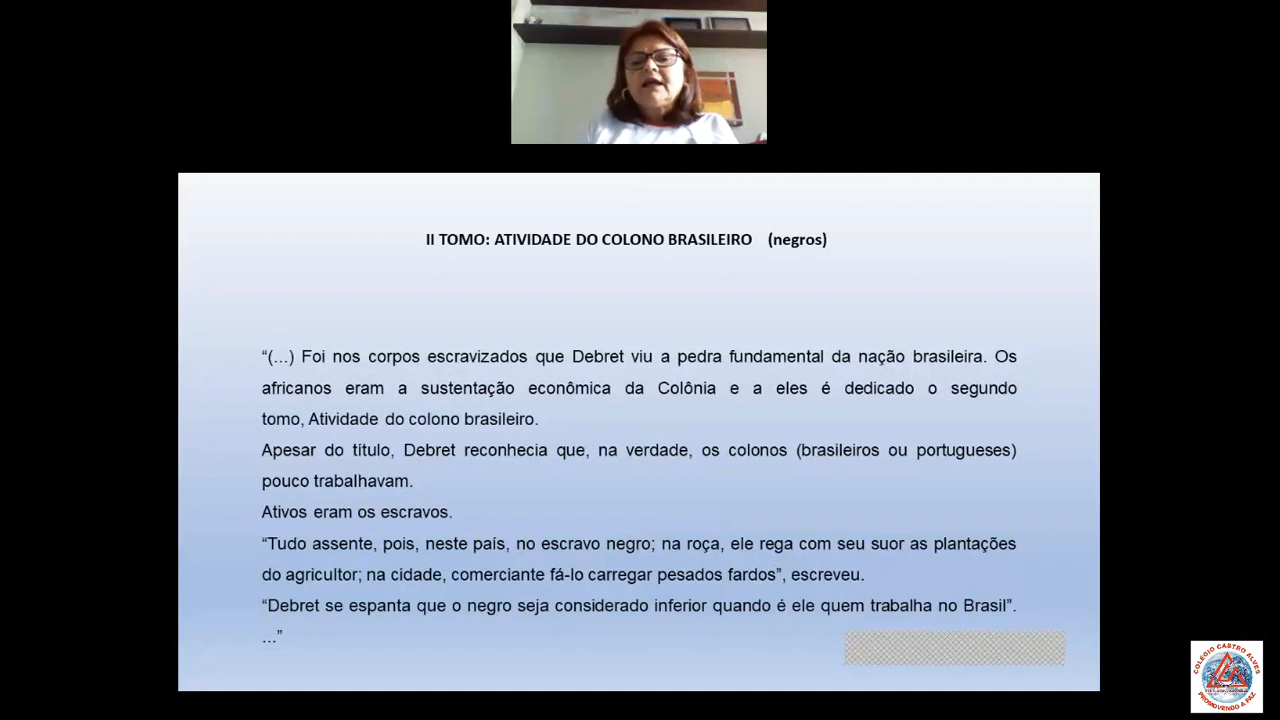 II TOMO: ATIVIDADE DO COLONO BRASILEIRO (negros)
“(...) Foi nos corpos escravizados que Debret viu a pedra fundamental da nação brasileira. Os
africanos eram a sustentação econômica da Colônia e a eles é dedicado o segundo
tomo, Atividade do colono brasileiro.
Apesar do título, Debret reconhecia que, na verdade, os colonos (brasileiros ou portugueses)
pouco trabalhavam.
Ativos eram os escravos.
“Tudo assente, pois, neste país, no escravo negro; na roça, ele rega com seu suor as plantações
do agricultor; na cidade, comerciante fá-lo carregar pesados fardos”, escreveu.
“Debret se espanta que o negro seja considerado inferior quando é ele quem trabalha no Brasil”.
...”
COLÉGIO CASTRO ALVES
PROMOVENDO A PAZ